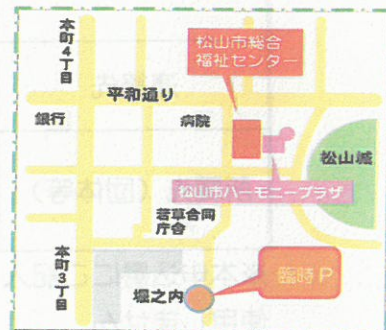 本町4丁目
松山市総合
福祉センター
平和通り
銀行
病院
松山城
松山市ハーモニープラザ
若草合同
庁舎
本町3丁目
臨時P
堀之内